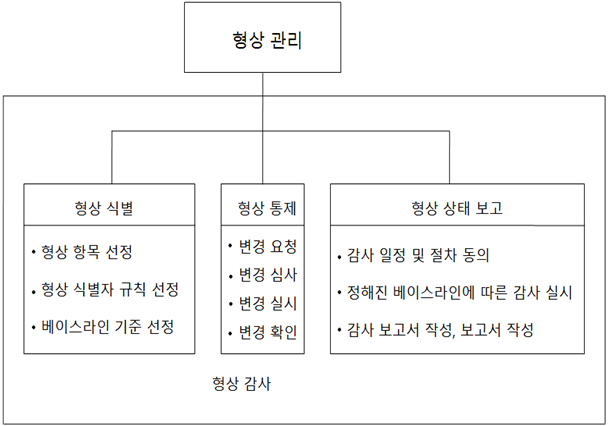 형상 관리
형상 식별
• 형상 항목 선정
• 형상 식별자 규칙 선정
• 베이스라인 기준 선정
형상 통제
• 변경 요청
• 변경 심사
• 변경 실시
• 변경 확인
형상 상태 보고
• 감사 일정 및 절차 동의
• 정해진 베이스라인에 따른 감사 실시
• 감사 보고서 작성, 보고서 작성
형상 감사